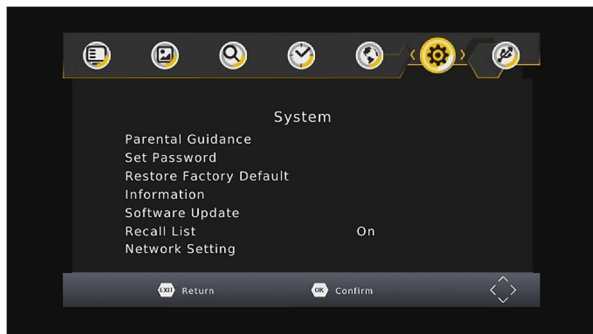 System
Parental Guidance
Set Password
Restore Factory Default
Information
Software Update
Recall List On
Network Setting
EXIT Return OK Confirm